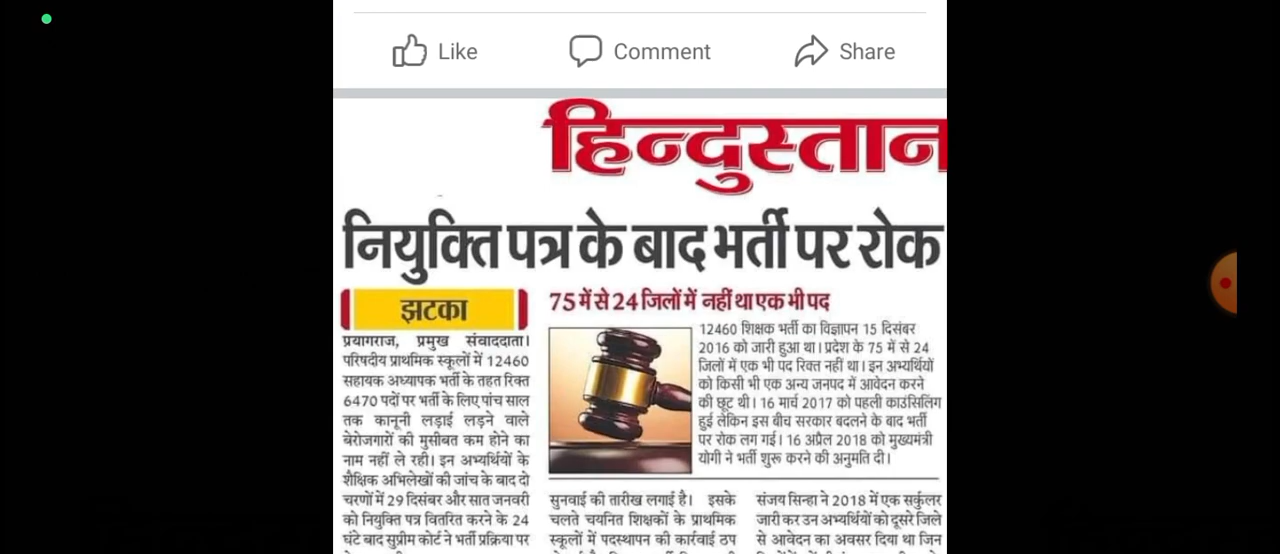 Like Comment Share
हिन्दुस्तान
नियुक्ति पत्र के बाद भर्ती पर रोक
झटका
प्रयागराज, प्रमुख संवाददाता।
परिषदीय प्राथमिक स्कूलों में 12460
सहायक अध्यापक भर्ती के तहत रिक्त
6470 पदों पर भर्ती के लिए पांच साल
तक कानूनी लड़ाई लड़ने वाले
बेरोजगारों की मुसीबत कम होने का
नाम नहीं ले रही। इन अभ्यर्थियों के
शैक्षिक अभिलेखों की जांच के बाद दो
चरणों में 29 दिसंबर और सात जनवरी
को नियुक्ति पत्र वितरित करने के 24
घंटे बाद सुप्रीम कोर्ट ने भर्ती प्रक्रिया पर
75 में से 24 जिलों में नहीं था एक भी पद
12460 शिक्षक भर्ती का विज्ञापन 15 दिसंबर
2016 को जारी हुआ था। प्रदेश के 75 में से 24
जिलों में एक भी पद रिक्त नहीं था। इन अभ्यर्थियों
को किसी भी एक अन्य जनपद में आवेदन करने
की छूट थी। 16 मार्च 2017 को पहली काउंसिलिंग
हुई लेकिन इस बीच सरकार बदलने के बाद भर्ती
पर रोक लग गई। 16 अप्रैल 2018 को मुख्यमंत्री
योगी ने भर्ती शुरू करने की अनुमति दी।
सुनवाई की तारीख लगाई है। इसके
चलते चयनित शिक्षकों के प्राथमिक
स्कूलों में पदस्थापन की कार्रवाई ठप
संजय सिन्हा ने 2018 में एक सर्कुलर
जारी कर उन अभ्यर्थियों को दूसरे जिले
से आवेदन का अवसर दिया था जिन